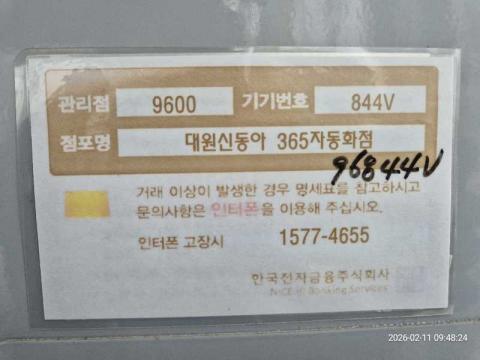 관리점 9600 기기번호 844V
점포명 대원신동아 365자동화점
96844V
거래 이상이 발생한 경우 명세표를 참고하시고
문의사항은 인터폰을 이용해 주십시오.
인터폰 고장시 1577-4655
한국전자금융주식회사
Banking Services
2026-02-11 09:48:24